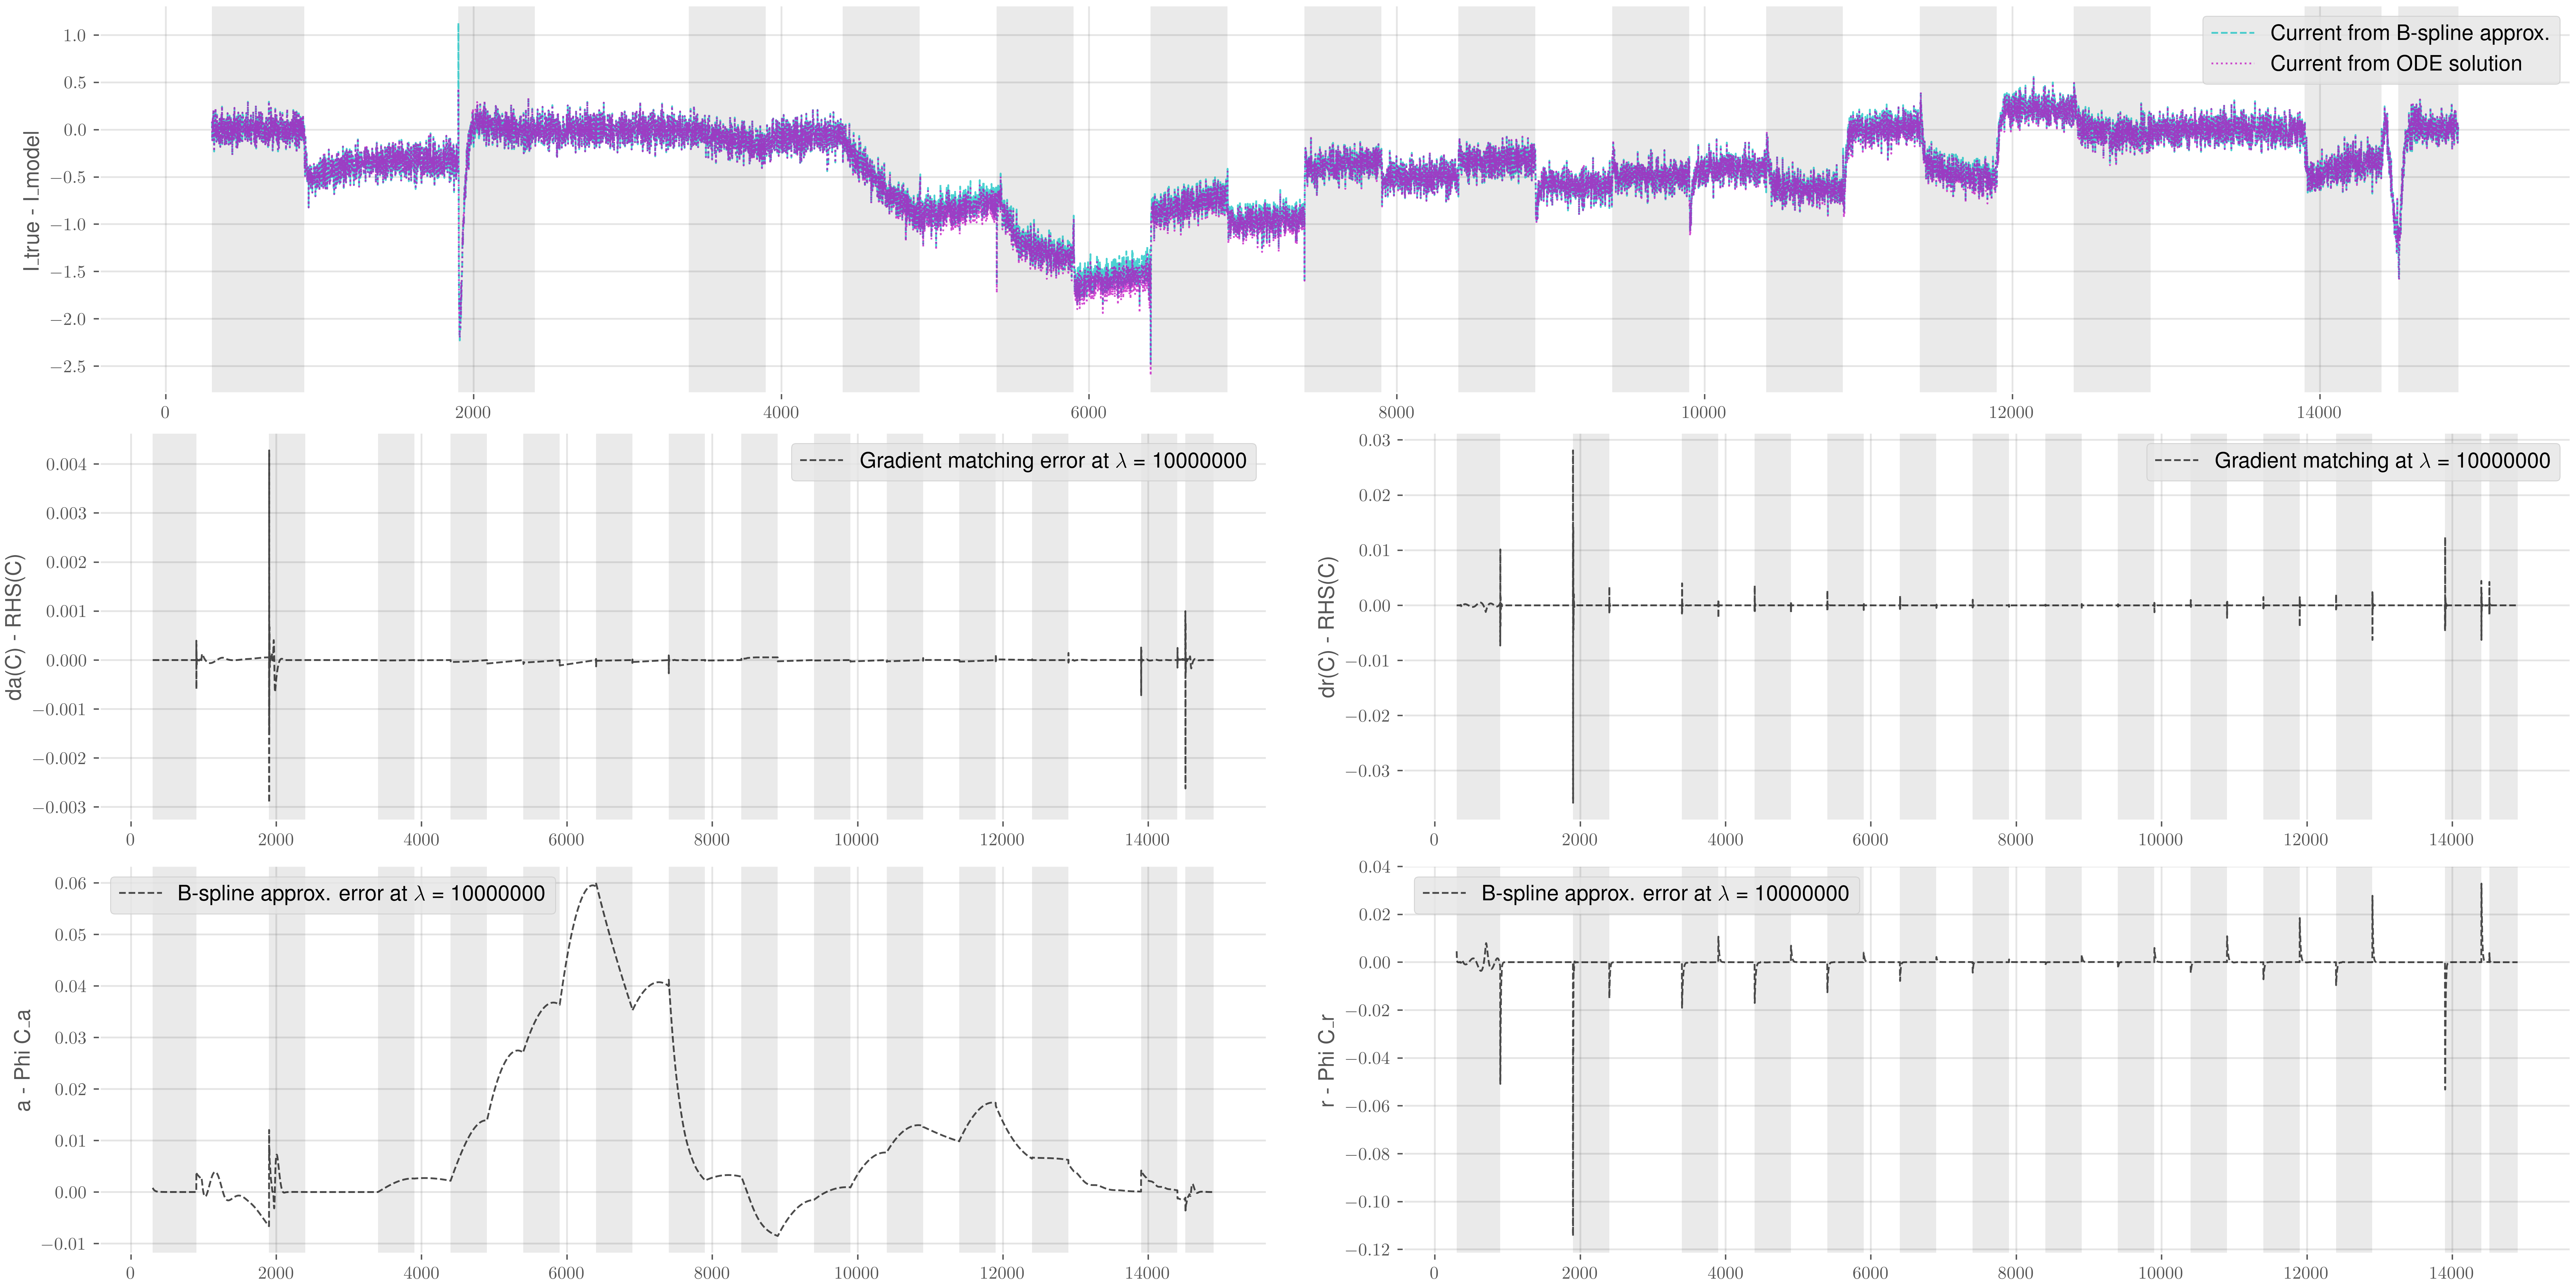 1.0
0.5
0.0
−0.5
−1.0
−1.5
−2.0
−2.5
I_true - I_model
Current from B-spline approx.
Current from ODE solution
0 2000 4000 6000 8000 10000 12000 14000
0.004
0.003
0.002
0.001
0.000
−0.001
−0.002
−0.003
da(C) - RHS(C)
Gradient matching error at λ = 10000000
0 2000 4000 6000 8000 10000 12000 14000
0.03
0.02
0.01
0.00
−0.01
−0.02
−0.03
dr(C) - RHS(C)
Gradient matching at λ = 10000000
0 2000 4000 6000 8000 10000 12000 14000
0.06
0.05
0.04
0.03
0.02
0.01
0.00
−0.01
a - Phi C_a
B-spline approx. error at λ = 10000000
0 2000 4000 6000 8000 10000 12000 14000
0.04
0.02
0.00
−0.02
−0.04
−0.06
−0.08
−0.10
−0.12
r - Phi C_r
B-spline approx. error at λ = 10000000
0 2000 4000 6000 8000 10000 12000 14000